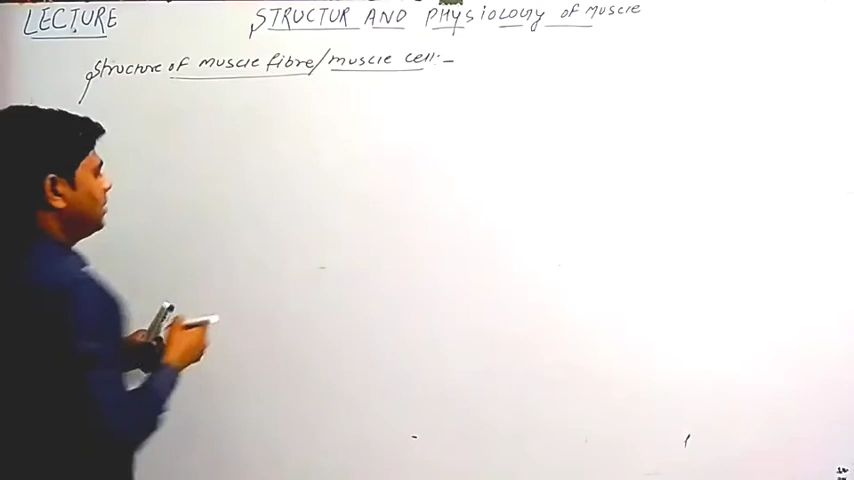 LECTURE STRUCTUR AND PHYSIOLOGY of MUSCLE
Structure of muscle fibre/muscle cell:-